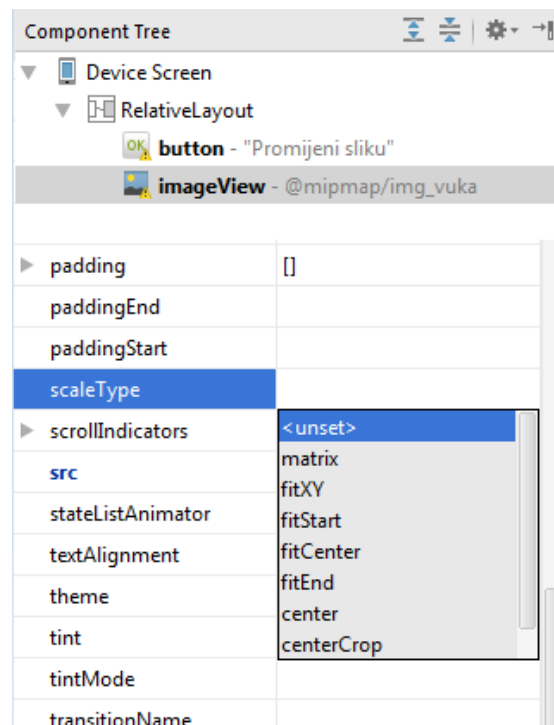 Component Tree
Device Screen
RelativeLayout
OK button - "Promijeni sliku"
imageView - @mipmap/img_vuka
padding []
paddingEnd
paddingStart
scaleType
scrollIndicators <unset>
matrix
src fitXY
stateListAnimator fitStart
textAlignment fitCenter
theme fitEnd
center
tint centerCrop
tintMode
transitionName